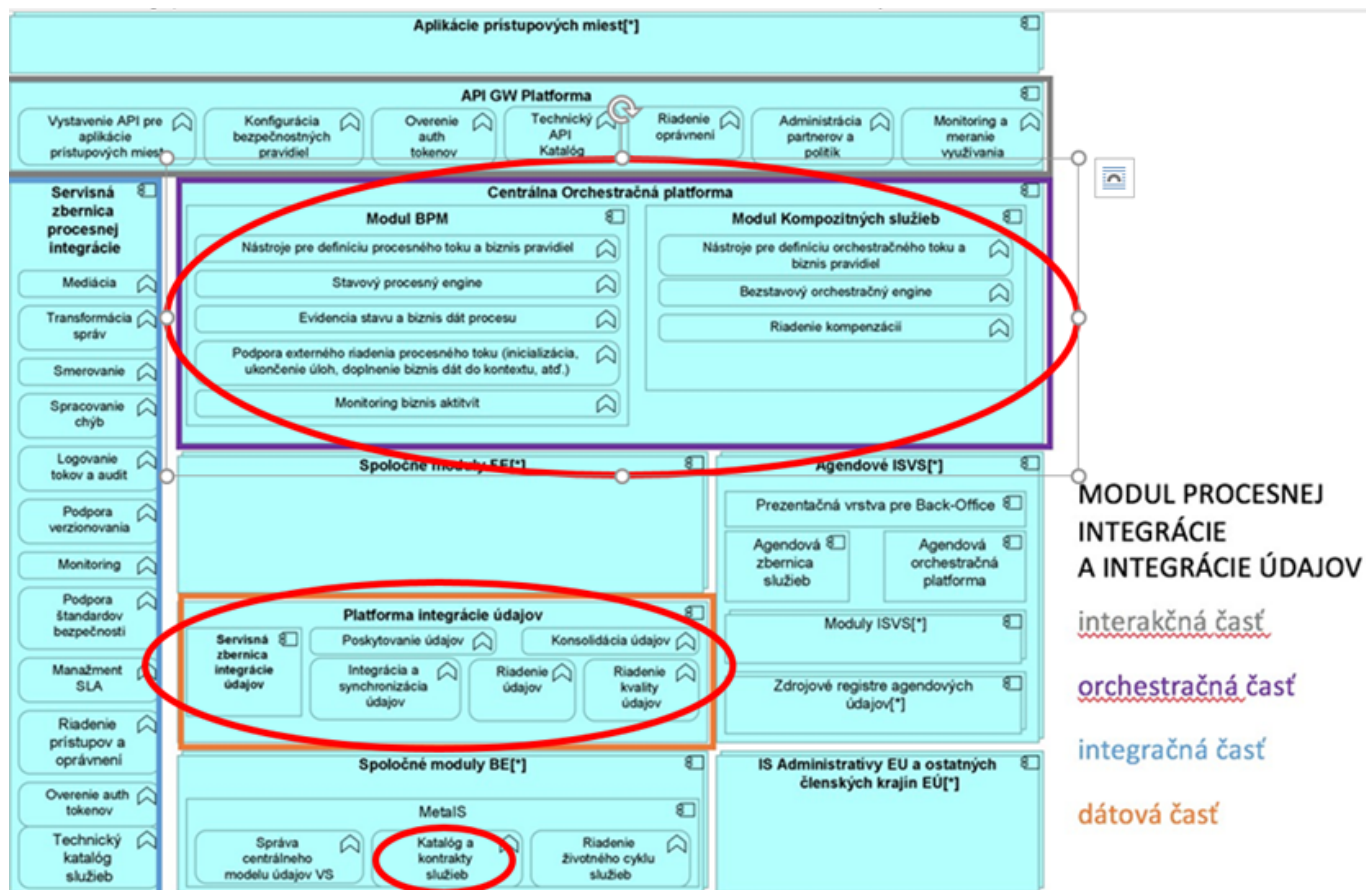 Aplikácie prístupových miest[*]
API GW Platforma
Vystavenie API pre
aplikácie
prístupových miest
Konfigurácia
bezpečnostných
pravidiel
Overenie
auth
tokenov
Technický
API
Katalóg
Riadenie
oprávnení
Administrácia
partnerov a
politík
Monitoring a
meranie
využívania
Servisná
zbernica
procesnej
integrácie
Mediácia
Transformácia
správ
Smerovanie
Spracovanie
chýb
Logovanie
tokov a audit
Podpora
verzionovania
Monitoring
Podpora
štandardov
bezpečnosti
Manažment
SLA
Riadenie
prístupov a
oprávnení
Overenie auth
tokenov
Technický
katalóg
služieb
Centrálna Orchestračná platforma
Modul BPM
Nástroje pre definíciu procesného toku a biznis pravidiel
Stavový procesný engine
Evidencia stavu a biznis dát procesu
Podpora externého riadenia procesného toku (inicializácia,
ukončenie úloh, doplnenie biznis dát do kontextu, atď.)
Monitoring biznis aktitvít
Modul Kompozitných služieb
Nástroje pre definíciu orchestračného toku a
biznis pravidiel
Bezstavový orchestračný engine
Riadenie kompenzácií
Spoločné moduly FE[*]
Agendové ISVS[*]
Prezentačná vrstva pre Back-Office
Agendová
zbernica
služieb
Agendová
orchestračná
platforma
Moduly ISVS[*]
Zdrojové registre agendových
údajov[*]
Platforma integrácie údajov
Servisná
zbernica
integrácie
údajov
Poskytovanie údajov
Konsolidácia údajov
Integrácia a
synchronizácia
údajov
Riadenie
údajov
Riadenie
kvality
údajov
Spoločné moduly BE[*]
MetaIS
Správa
centrálneho
modelu údajov VS
Katalóg a
kontrakty
služieb
Riadenie
životného cyklu
služieb
IS Administratívy EU a ostatných
členských krajín EÚ[*]
MODUL PROCESNEJ
INTEGRÁCIE
A INTEGRÁCIE ÚDAJOV
interakčná časť
orchestračná časť
integračná časť
dátová časť